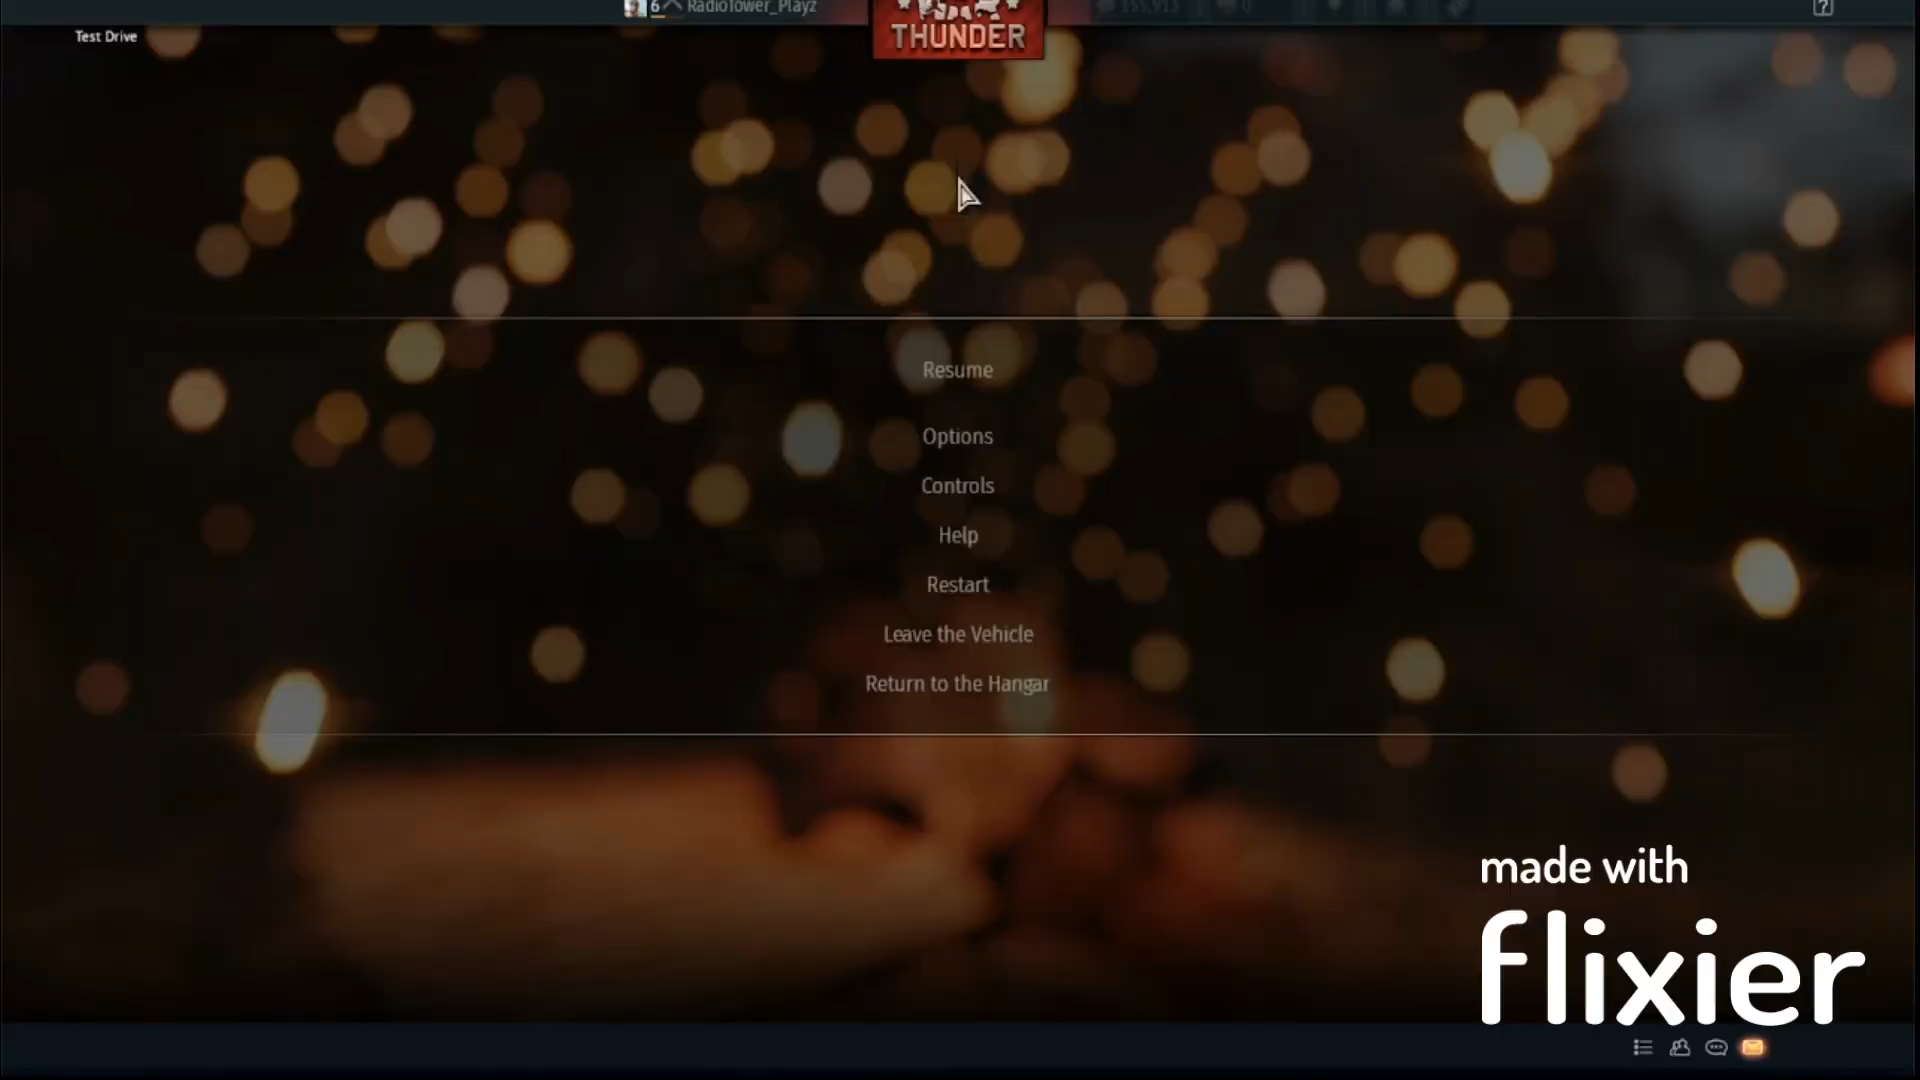 6 RadioTower_Playz
THUNDER
Test Drive
Resume
Options
Controls
Help
Restart
Leave the Vehicle
Return to the Hangar
made with
flixier